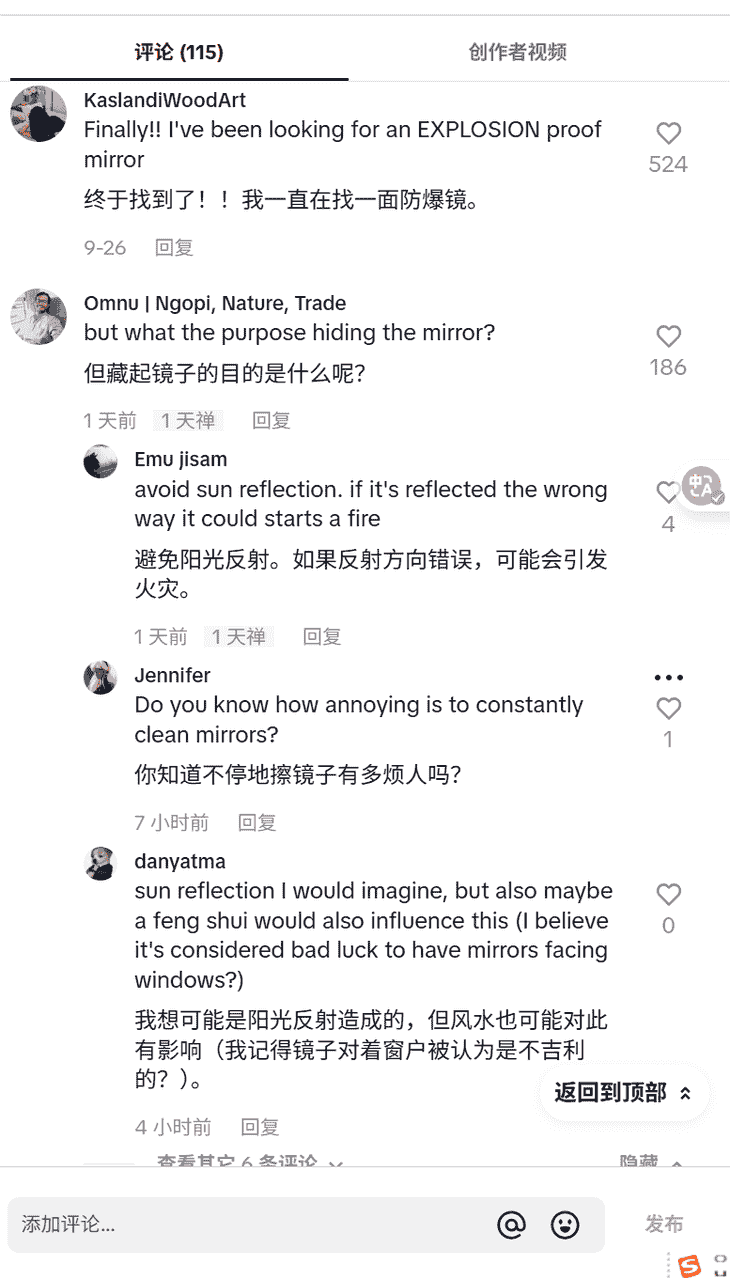 评论 (115)
创作者视频
KaslandiWoodArt
Finally!! I've been looking for an EXPLOSION proof
mirror
524
终于找到了！！我一直在找一面防爆镜。
9-26 回复
Omnu | Ngopi, Nature, Trade
but what the purpose hiding the mirror?
186
但藏起镜子的目的是什么呢？
1 天前 1 天禅 回复
Emu jisam
avoid sun reflection. if it's reflected the wrong
way it could starts a fire
4
避免阳光反射。如果反射方向错误，可能会引发
火灾。
1 天前 1 天禅 回复
Jennifer
Do you know how annoying is to constantly
clean mirrors?
1
你知道不停地擦镜子有多烦人吗？
7 小时前 回复
danyatma
sun reflection I would imagine, but also maybe
a feng shui would also influence this (I believe
0
it's considered bad luck to have mirrors facing
windows?)
我想可能是阳光反射造成的，但风水也可能对此
有影响（我记得镜子对着窗户被认为是不吉利
的？）。
返回到顶部
4 小时前 回复
查看其它 6 条评论
隐藏
添加评论...
发布